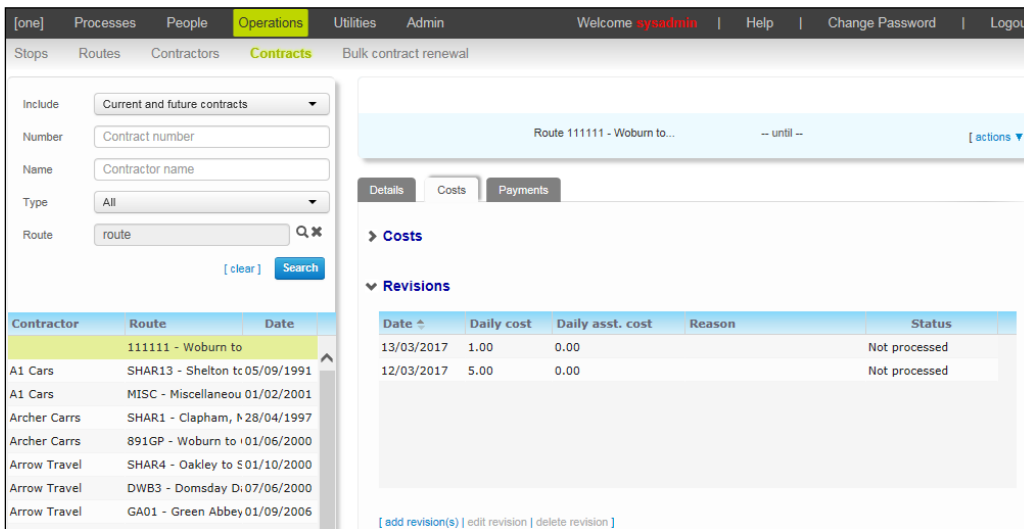 [one] Processes People Operations Utilities Admin Welcome sysadmin | Help | Change Password | Logou
Stops Routes Contractors Contracts Bulk contract renewal
Include Current and future contracts
Number Contract number
Name Contractor name
Type All
Route route
[ clear ] Search
Contractor Route Date
111111 - Woburn to
A1 Cars SHAR13 - Shelton tc 05/09/1991
A1 Cars MISC - Miscellaneou 01/02/2001
Archer Carrs SHAR1 - Clapham, 28/04/1997
Archer Carrs 891GP - Woburn to 01/06/2000
Arrow Travel SHAR4 - Oakley to S 01/10/2000
Arrow Travel DWB3 - Domsday D 07/06/2000
Arrow Travel GA01 - Green Abbey 01/09/2006
Route 111111 - Woburn to... -- until -- [ actions ▼
Details Costs Payments
Costs
Revisions
Date Daily cost Daily asst. cost Reason Status
13/03/2017 1.00 0.00 Not processed
12/03/2017 5.00 0.00 Not processed
[ add revision(s) | edit revision | delete revision ]